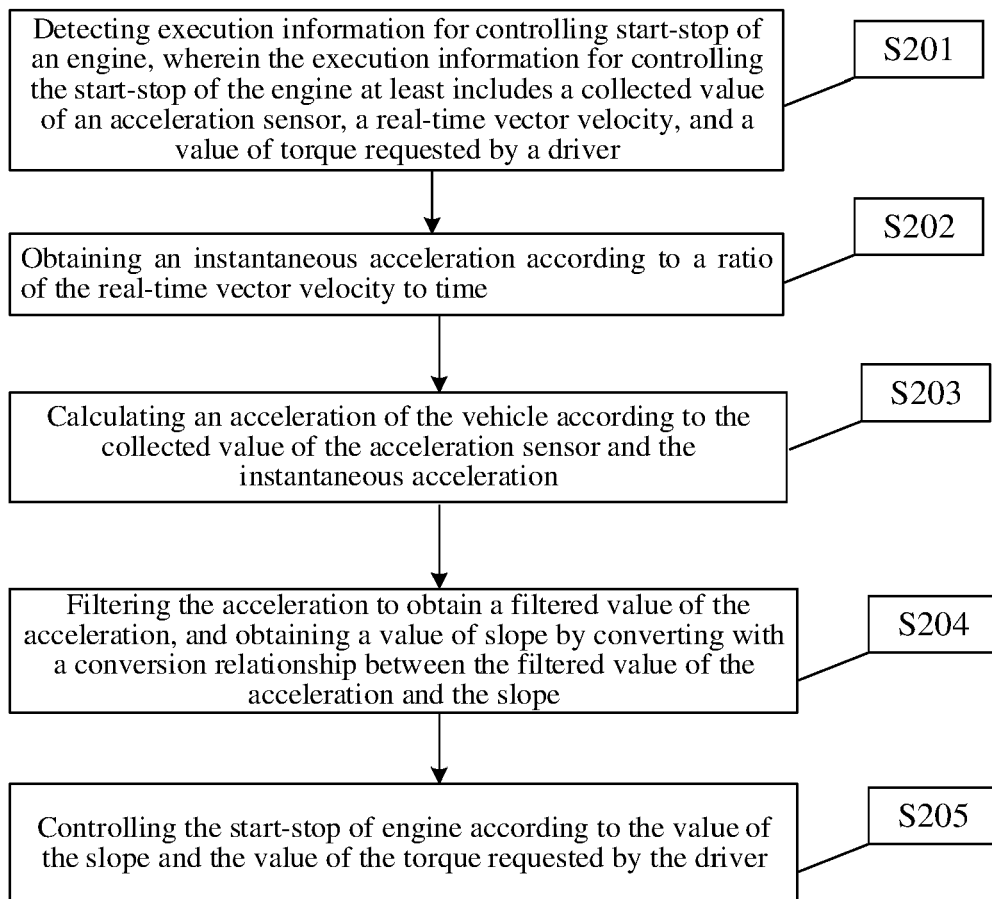 Detecting execution information for controlling start-stop of
an engine, wherein the execution information for controlling
the start-stop of the engine at least includes a collected value
of an acceleration sensor, a real-time vector velocity, and a
value of torque requested by a driver
S201
Obtaining an instantaneous acceleration according to a ratio
of the real-time vector velocity to time
S202
Calculating an acceleration of the vehicle according to the
collected value of the acceleration sensor and the
instantaneous acceleration
S203
Filtering the acceleration to obtain a filtered value of the
acceleration, and obtaining a value of slope by converting with
a conversion relationship between the filtered value of the
acceleration and the slope
S204
Controlling the start-stop of engine according to the value of
the slope and the value of the torque requested by the driver
S205